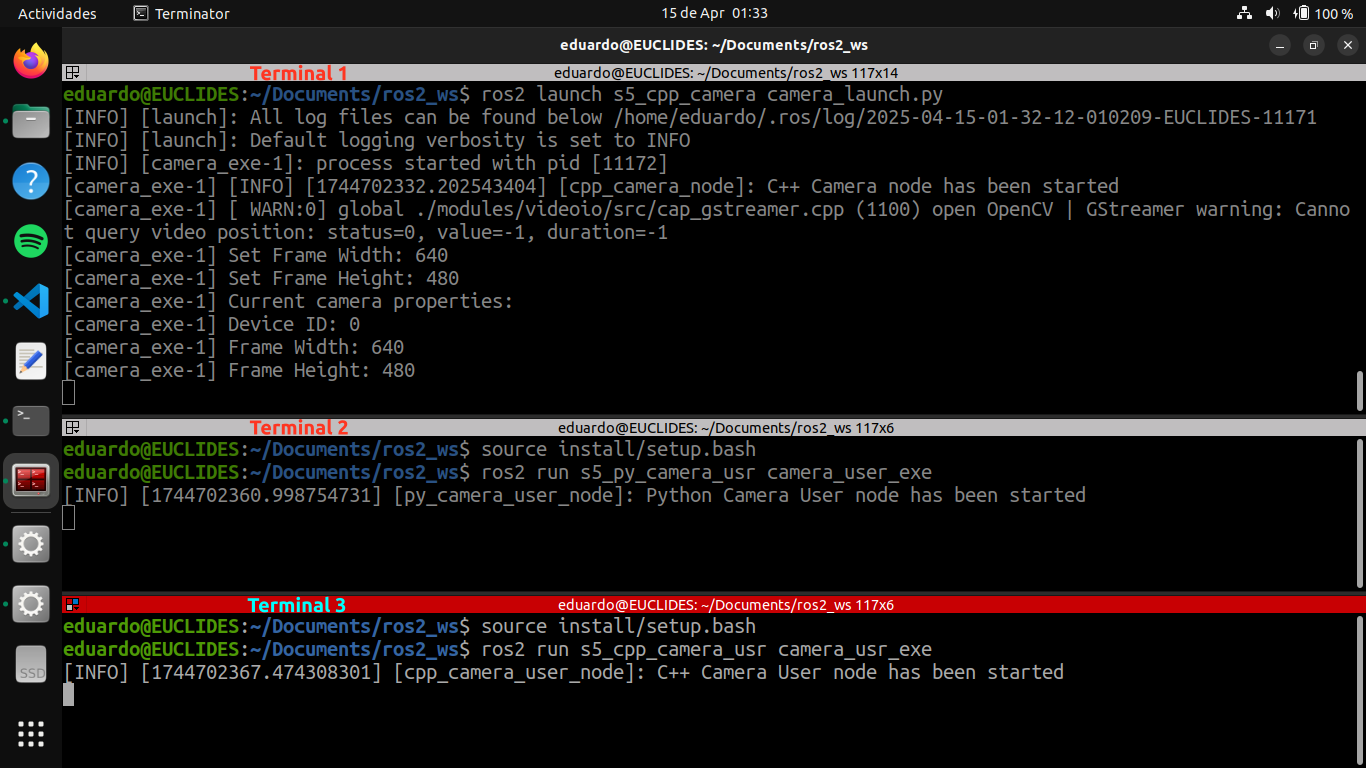 Actividades
Terminator
15 de Apr 01:33
100 %
eduardo@EUCLIDES: ~/Documents/ros2_ws
Terminal 1
eduardo@EUCLIDES: ~/Documents/ros2_ws 117x14
eduardo@EUCLIDES:~/Documents/ros2_ws$ ros2 launch s5_cpp_camera camera_launch.py
[INFO] [launch]: All log files can be found below /home/eduardo/.ros/log/2025-04-15-01-32-12-010209-EUCLIDES-11171
[INFO] [launch]: Default logging verbosity is set to INFO
[INFO] [camera_exe-1]: process started with pid [11172]
[camera_exe-1] [INFO] [1744702332.202543404] [cpp_camera_node]: C++ Camera node has been started
[camera_exe-1] [ WARN:0] global ./modules/videoio/src/cap_gstreamer.cpp (1100) open OpenCV | GStreamer warning: Canno
t query video position: status=0, value=-1, duration=-1
[camera_exe-1] Set Frame Width: 640
[camera_exe-1] Set Frame Height: 480
[camera_exe-1] Current camera properties:
[camera_exe-1] Device ID: 0
[camera_exe-1] Frame Width: 640
[camera_exe-1] Frame Height: 480
Terminal 2
eduardo@EUCLIDES: ~/Documents/ros2_ws 117x6
eduardo@EUCLIDES:~/Documents/ros2_ws$ source install/setup.bash
eduardo@EUCLIDES:~/Documents/ros2_ws$ ros2 run s5_py_camera_usr camera_user_exe
[INFO] [1744702360.998754731] [py_camera_user_node]: Python Camera User node has been started
Terminal 3
eduardo@EUCLIDES: ~/Documents/ros2_ws 117x6
eduardo@EUCLIDES:~/Documents/ros2_ws$ source install/setup.bash
eduardo@EUCLIDES:~/Documents/ros2_ws$ ros2 run s5_cpp_camera_usr camera_usr_exe
[INFO] [1744702367.474308301] [cpp_camera_user_node]: C++ Camera User node has been started
SSD